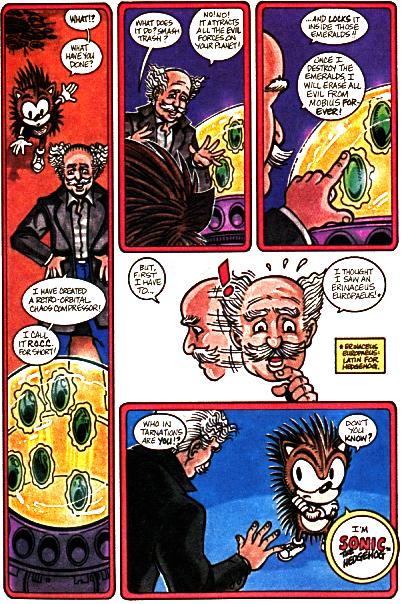 WHAT!?
WHAT
HAVE YOU
DONE?
I HAVE CREATED
A RETRO-ORBITAL
CHAOS COMPRESSOR!
I CALL
IT R.O.C.C.
FOR SHORT!
WHAT DOES
IT DO? SMASH
TRASH?
NO! NO!
IT ATTRACTS
ALL THE EVIL
FORCES ON
YOUR PLANET!
...AND LOCKS IT
INSIDE THOSE
EMERALDS!!
ONCE I
DESTROY THE
EMERALDS, I
WILL ERASE ALL
EVIL FROM
MOBIUS FOR-
EVER!
BUT,
FIRST
I HAVE
TO...
!
I THOUGHT
I SAW AN
ERINACEUS
EUROPAEUS!*
*ERINACEUS
EUROPAEUS:
LATIN FOR
HEDGEHOG.
WHO IN
TARNATIONS
ARE YOU!?
DON'T
YOU
KNOW?
I'M
SONIC
THE
HEDGEHOG